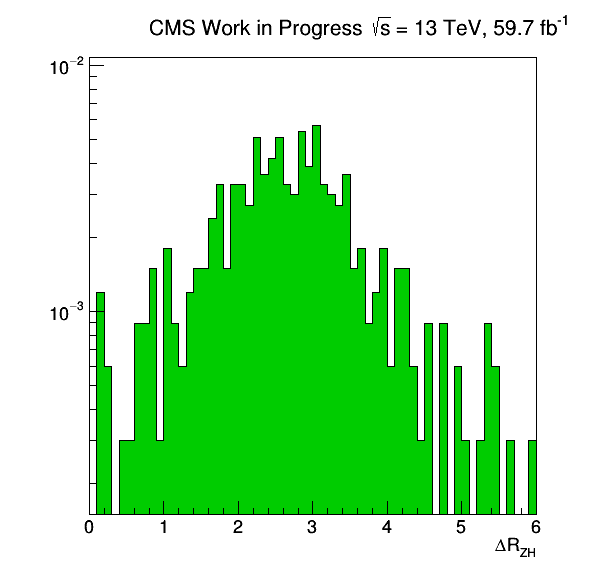 CMS Work in Progress √s = 13 TeV, 59.7 fb⁻¹
10⁻²
10⁻³
0 1 2 3 4 5 6
ΔR_ZH